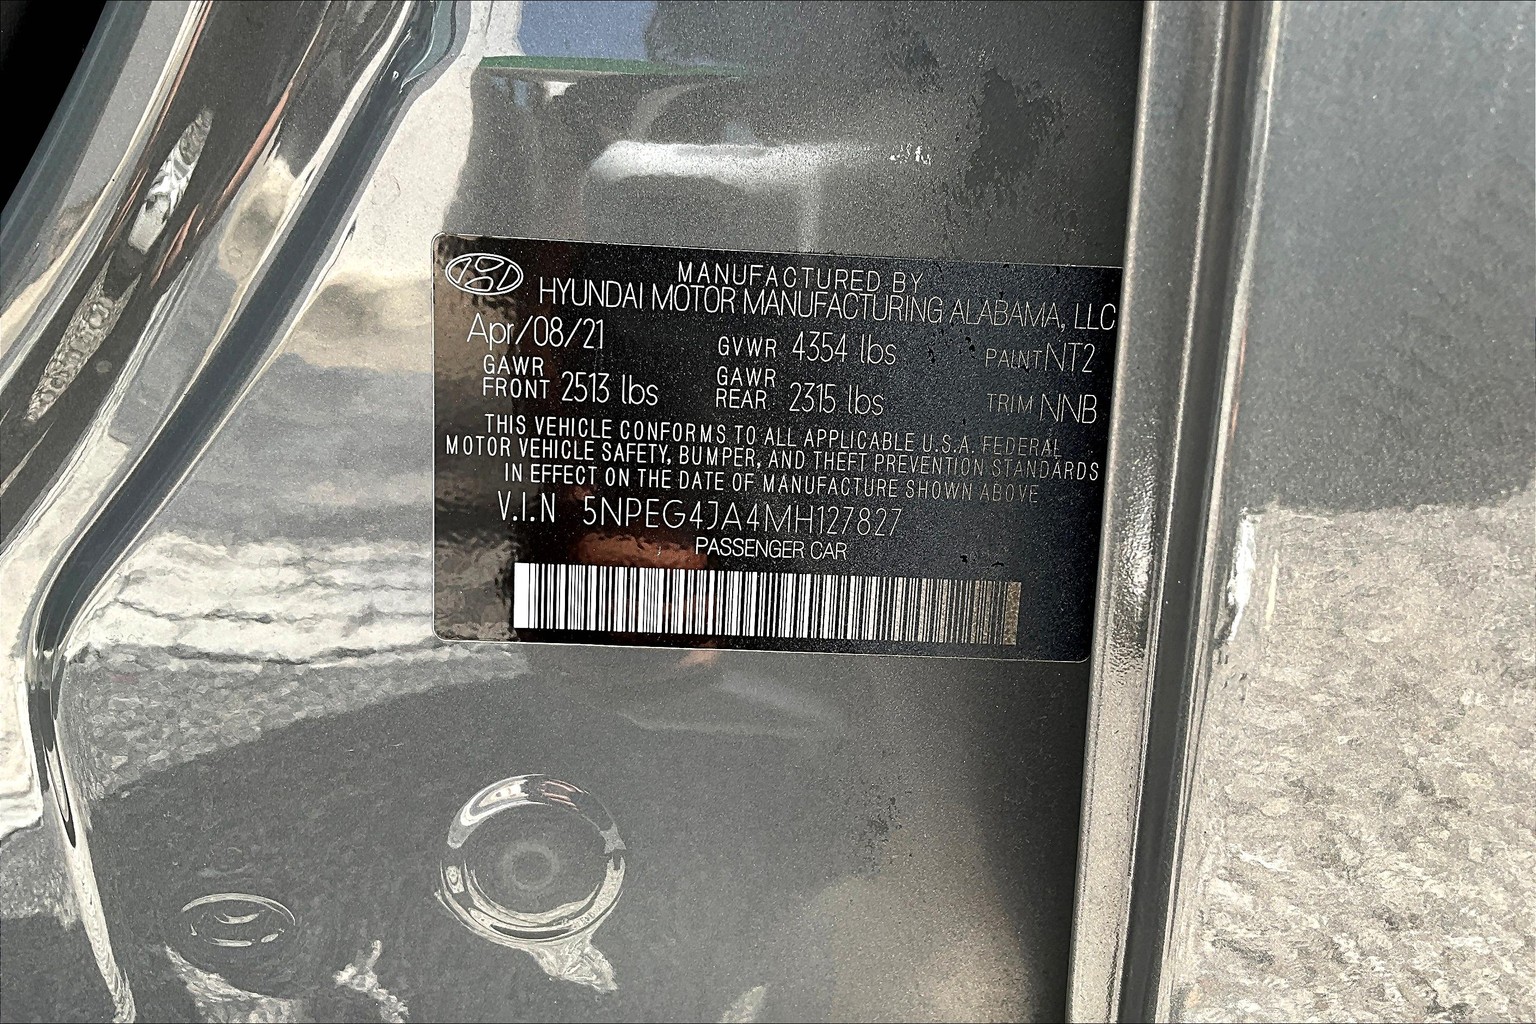 MANUFACTURED BY
HYUNDAI MOTOR MANUFACTURING ALABAMA, LLC
Apr/08/21 GVWR 4354 lbs PAINT NT2
GAWR FRONT 2513 lbs GAWR REAR 2315 lbs TRIM NNB
THIS VEHICLE CONFORMS TO ALL APPLICABLE U.S.A. FEDERAL
MOTOR VEHICLE SAFETY, BUMPER, AND THEFT PREVENTION STANDARDS
IN EFFECT ON THE DATE OF MANUFACTURE SHOWN ABOVE
V.I.N 5NPEG4JA4MH127827
PASSENGER CAR